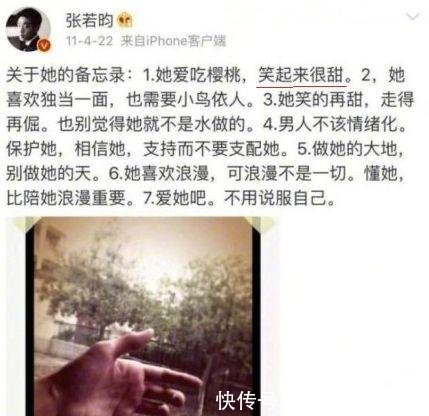 张若昀
11-4-22 来自iPhone客户端
关于她的备忘录：1.她爱吃樱桃，笑起来很甜。2，她
喜欢独当一面，也需要小鸟依人。3.她笑的再甜，走得
再倔。也别觉得她就不是水做的。4.男人不该情绪化。
保护她，相信她，支持而不要支配她。5.做她的大地，
别做她的天。6.她喜欢浪漫，可浪漫不是一切。懂她，
比陪她浪漫重要。7.爱她吧。不用说服自己。
快传号